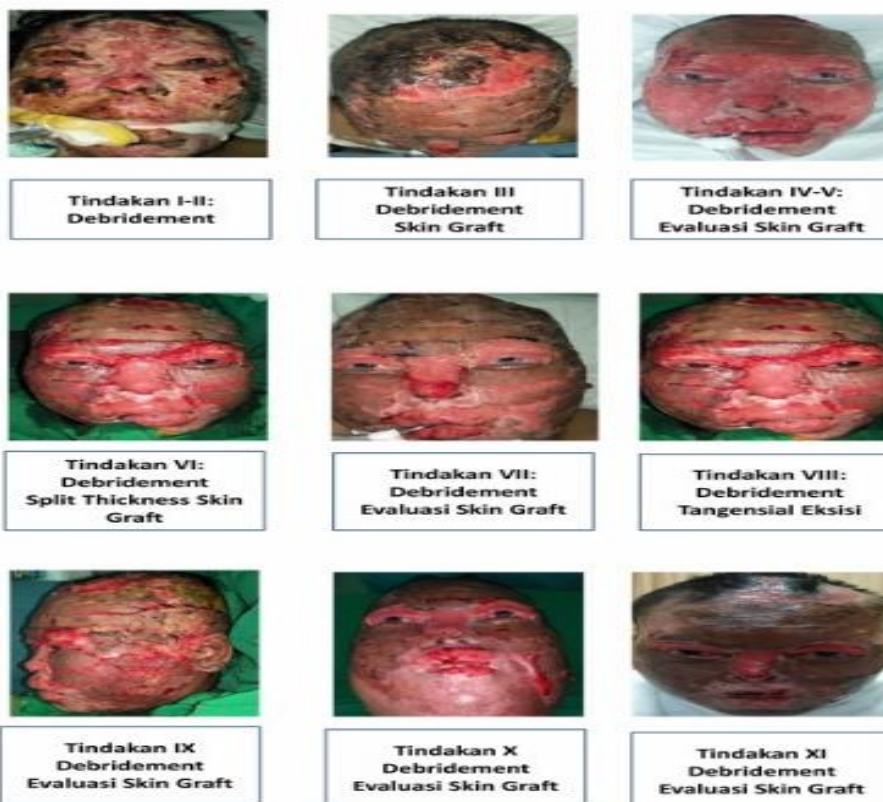 Tindakan I-II:
Debridement
Tindakan III
Debridement
Skin Graft
Tindakan IV-V:
Debridement
Evaluasi Skin Graft
Tindakan VI:
Debridement
Split Thickness Skin
Graft
Tindakan VII:
Debridement
Evaluasi Skin Graft
Tindakan VIII:
Debridement
Tangensial Eksisi
Tindakan IX
Debridement
Evaluasi Skin Graft
Tindakan X
Debridement
Evaluasi Skin Graft
Tindakan XI
Debridement
Evaluasi Skin Graft